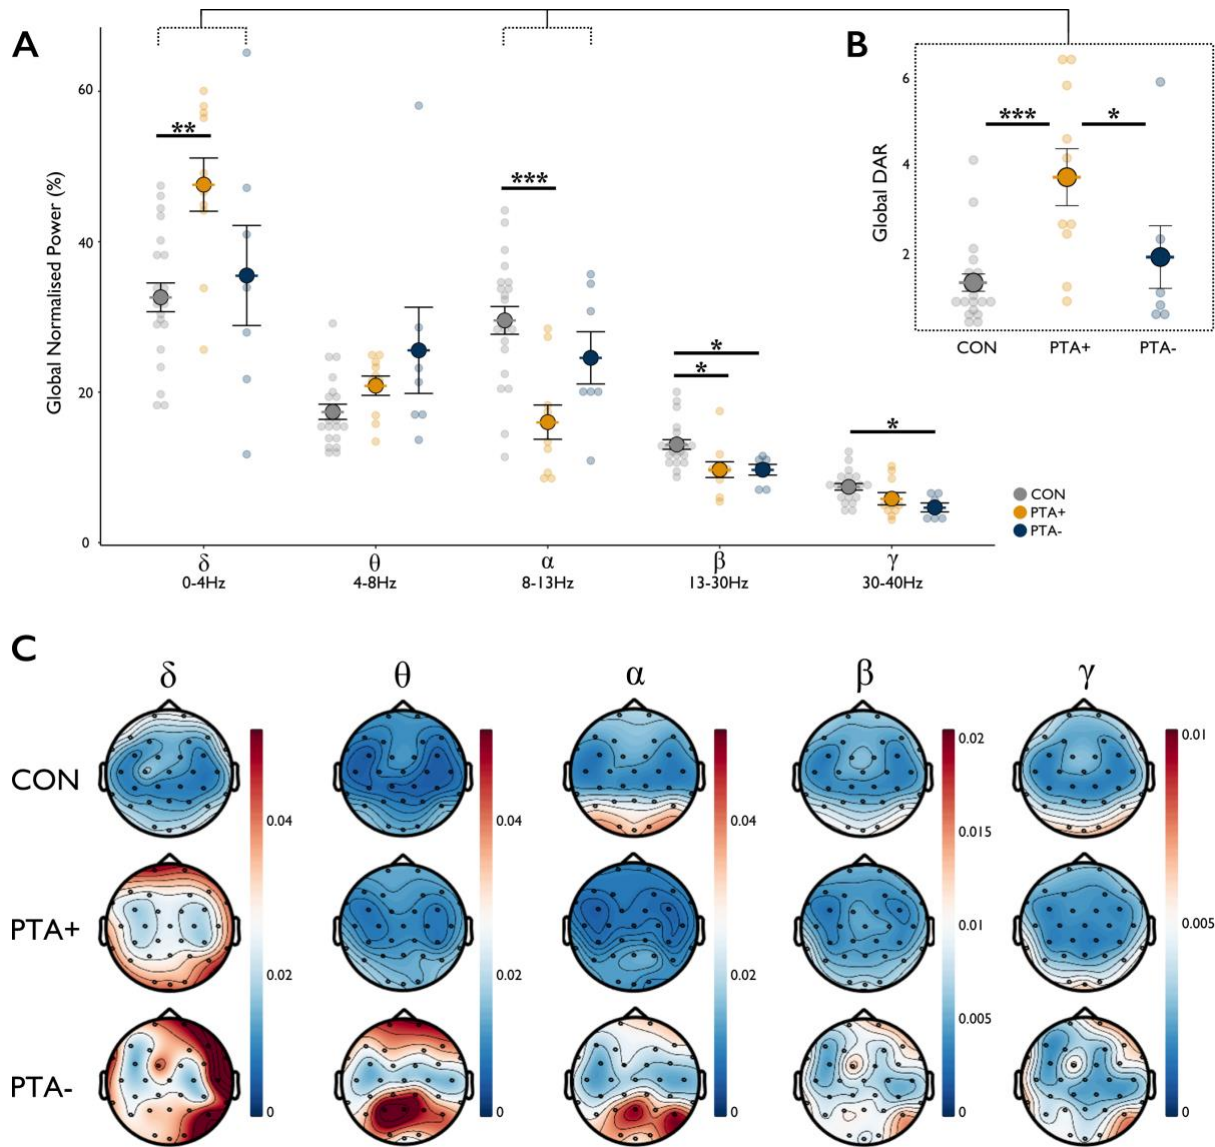 A
B
Global Normalised Power (%)
60
40
20
0
**
***
*
*
*
δ
θ
α
β
γ
0-4Hz
4-8Hz
8-13Hz
13-30Hz
30-40Hz
CON
PTA+
PTA-
Global DAR
6
4
2
***
*
CON
PTA+
PTA-
C
δ
θ
α
β
γ
CON
PTA+
PTA-
0.04
0.02
0
0.04
0.02
0
0.04
0.02
0
0.02
0.015
0.01
0.005
0
0.01
0.005
0